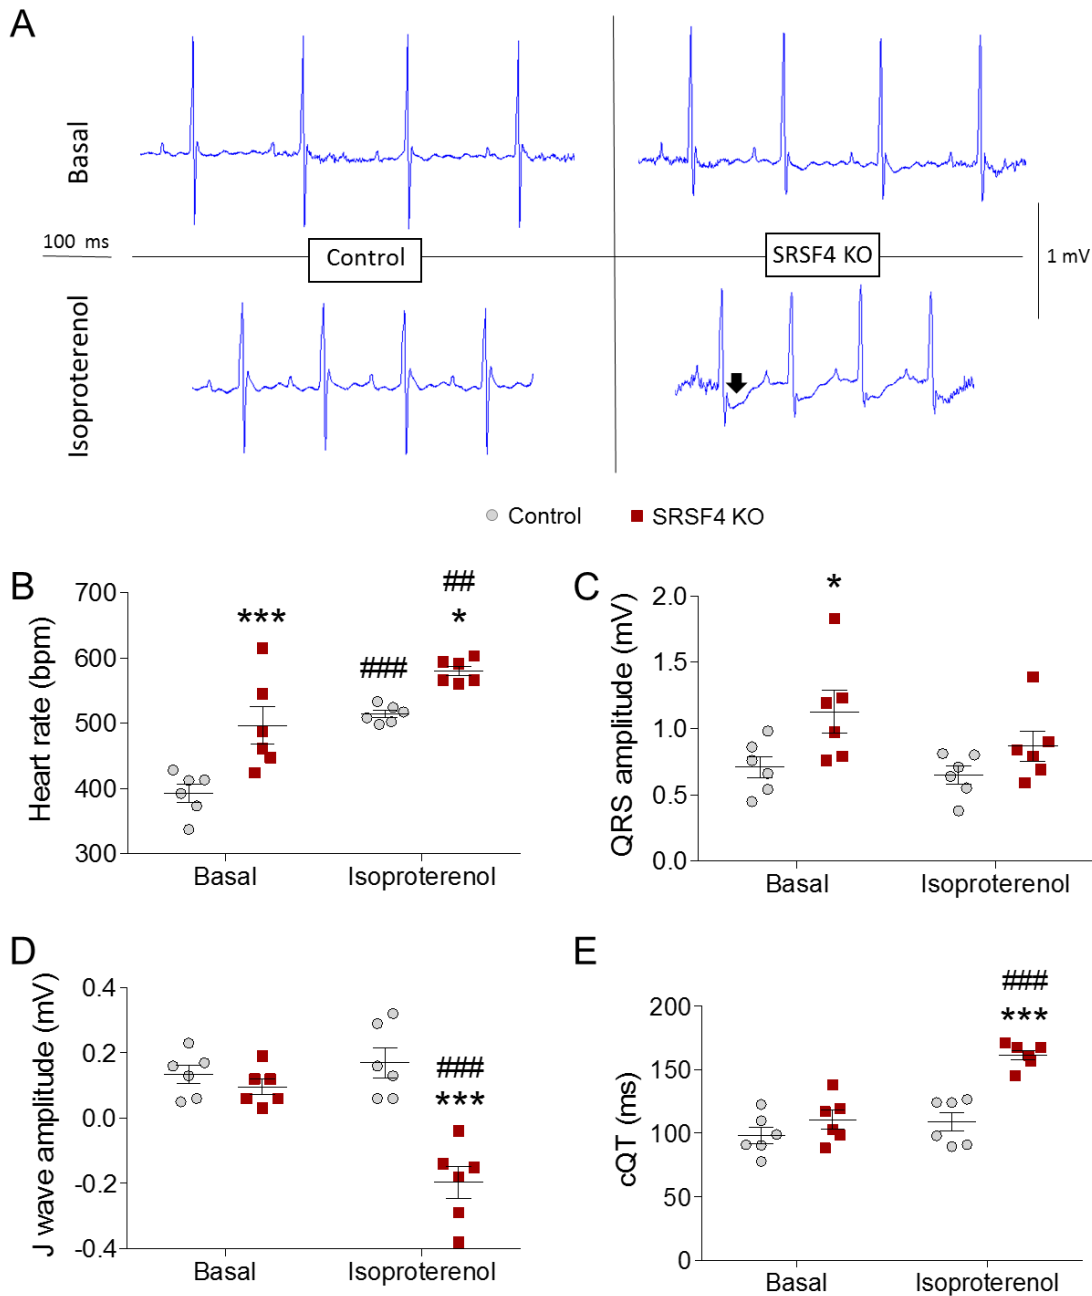 A
Basal
100 ms
Control
SRSF4 KO
1 mV
Isoproterenol
Control
SRSF4 KO
B
Heart rate (bpm)
700
600
500
400
300
***
###
##
*
Basal
Isoproterenol
C
QRS amplitude (mV)
2.0
1.5
1.0
0.5
0.0
*
Basal
Isoproterenol
D
J wave amplitude (mV)
0.4
0.2
0.0
-0.2
-0.4
###
***
Basal
Isoproterenol
E
cQT (ms)
200
150
100
50
0
###
***
Basal
Isoproterenol